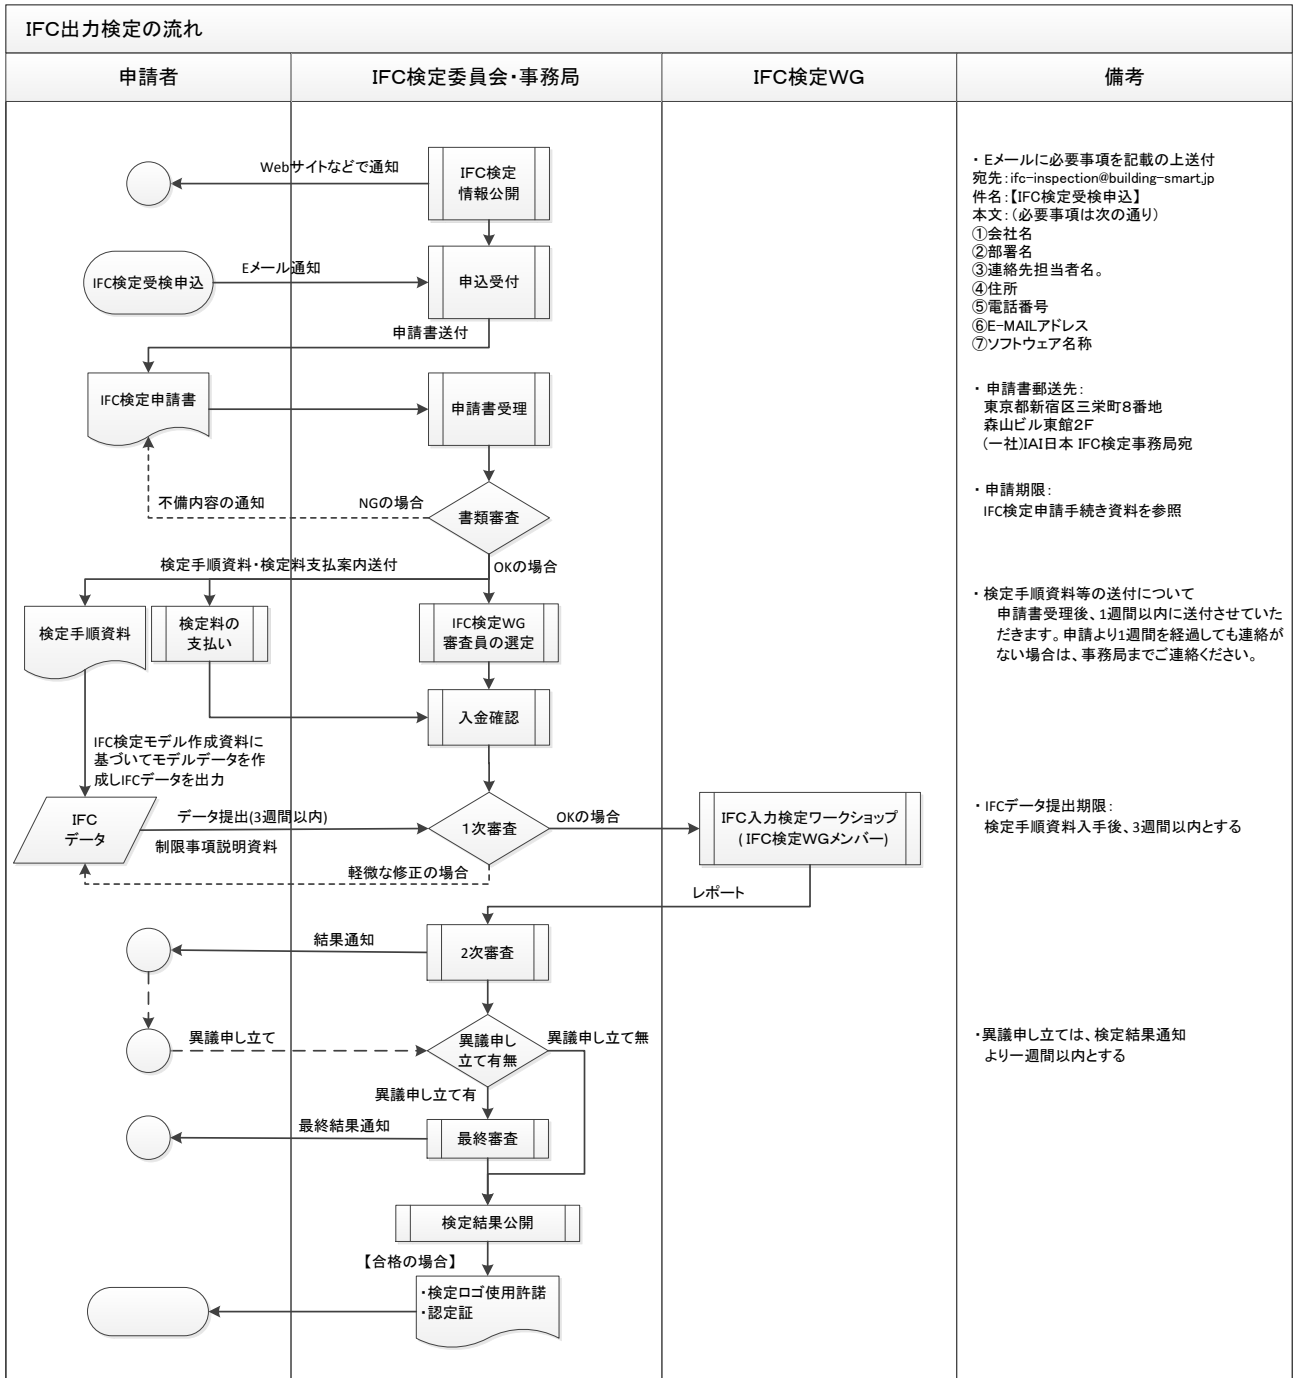 IFC出力検定の流れ
申請者
IFC検定委員会・事務局
IFC検定WG
備考
Webサイトなどで通知
IFC検定
情報公開
IFC検定受検申込
Eメール通知
申込受付
申請書送付
IFC検定申請書
申請書受理
不備内容の通知
NGの場合
書類審査
検定手順資料・検定料支払案内送付
OKの場合
検定手順資料
検定料の
支払い
IFC検定WG
審査員の選定
入金確認
IFC検定モデル作成資料に
基づいてモデルデータを作
成しIFCデータを出力
IFC
データ
データ提出(3週間以内)
制限事項説明資料
1次審査
OKの場合
IFC入力検定ワークショップ
(IFC検定WGメンバー)
軽微な修正の場合
レポート
結果通知
2次審査
異議申し立て
異議申し
立て有無
異議申し立て無
異議申し立て有
最終結果通知
最終審査
検定結果公開
【合格の場合】
・検定ロゴ使用許諾
・認定証
・Eメールに必要事項を記載の上送付
宛先：ifc-inspection@building-smart.jp
件名：【IFC検定受検申込】
本文：（必要事項は次の通り）
①会社名
②部署名
③連絡先担当者名。
④住所
⑤電話番号
⑥E-MAILアドレス
⑦ソフトウェア名称
・申請書郵送先：
東京都新宿区三栄町8番地
森山ビル東館2F
(一社)IAI日本 IFC検定事務局宛
・申請期限：
IFC検定申請手続き資料を参照
・検定手順資料等の送付について
申請書受理後、1週間以内に送付させていた
だきます。申請より1週間を経過しても連絡が
ない場合は、事務局までご連絡ください。
・IFCデータ提出期限：
検定手順資料入手後、3週間以内とする
・異議申し立ては、検定結果通知
より一週間以内とする